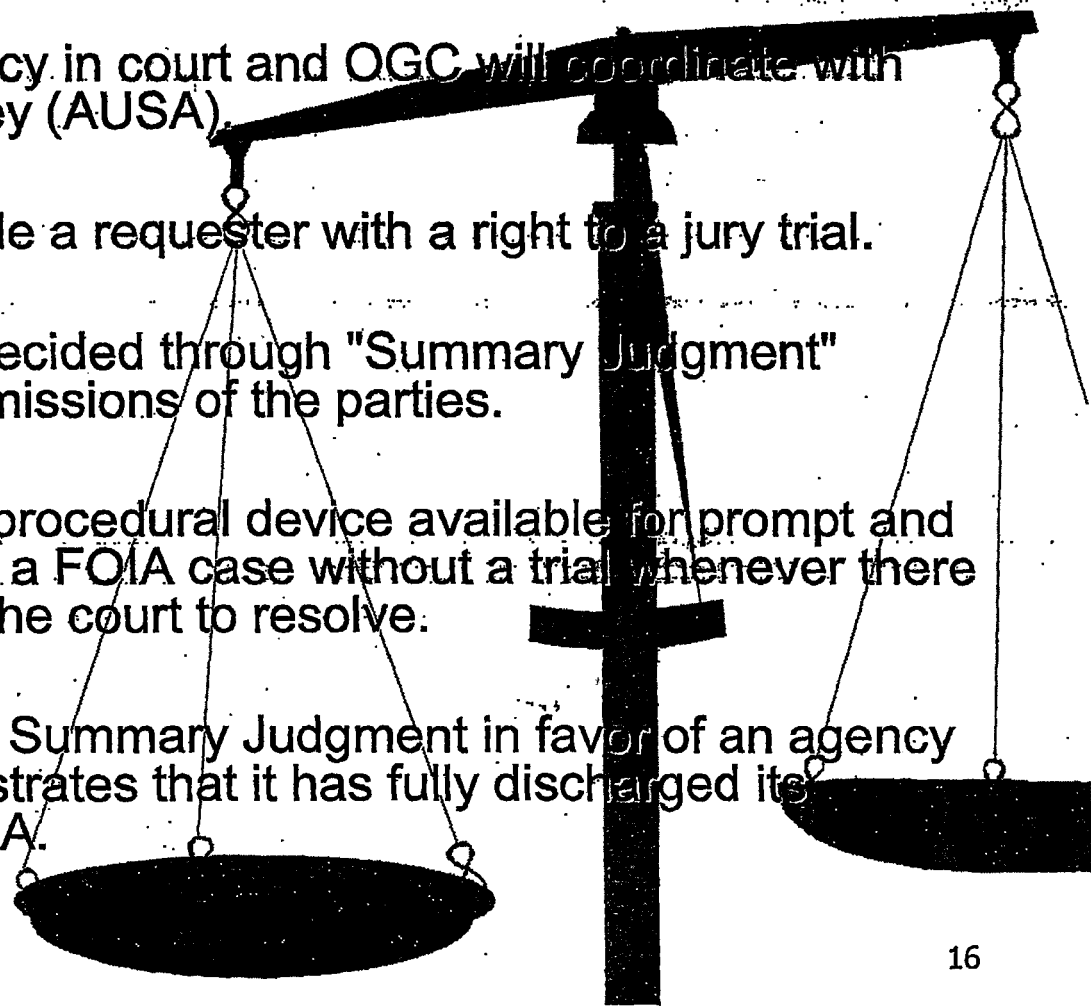 cy in court and OGC will coordinate with
ey (AUSA).
le a requester with a right to a jury trial.
ecided through "Summary Judgment"
missions of the parties.
procedural device available for prompt and
a FOIA case without a trial whenever there
he court to resolve.
Summary Judgment in favor of an agency
strates that it has fully discharged its
A.
16